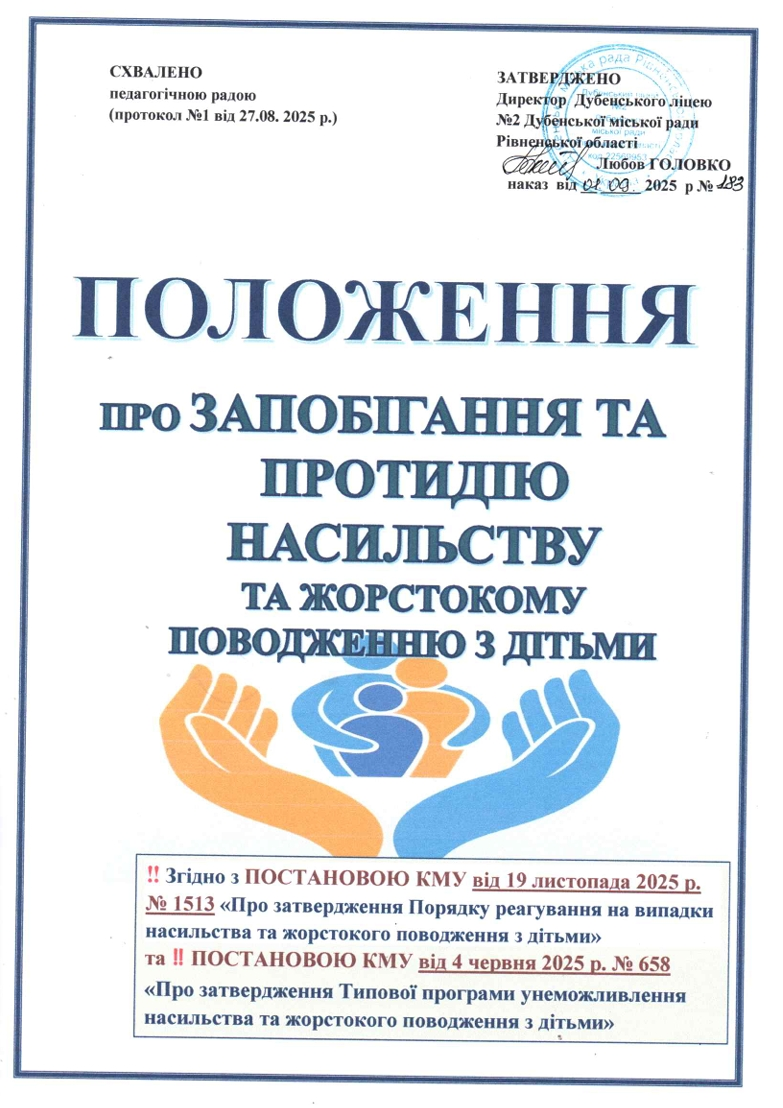 СХВАЛЕНО
педагогічною радою
(протокол №1 від 27.08. 2025 р.)
ЗАТВЕРДЖЕНО
Директор Дубенського ліцею
№2 Дубенської міської ради
Рівненської області
Любов ГОЛОВКО
наказ від 01 09. 2025 р № 183
ПОЛОЖЕННЯ
ПРО ЗАПОБІГАННЯ ТА
ПРОТИДІЮ
НАСИЛЬСТВУ
ТА ЖОРСТОКОМУ
ПОВОДЖЕННЮ З ДІТЬМИ
‼ Згідно з ПОСТАНОВОЮ КМУ від 19 листопада 2025 р.
№ 1513 «Про затвердження Порядку реагування на випадки
насильства та жорстокого поводження з дітьми»
та ‼ ПОСТАНОВОЮ КМУ від 4 червня 2025 р. № 658
«Про затвердження Типової програми унеможливлення
насильства та жорстокого поводження з дітьми»